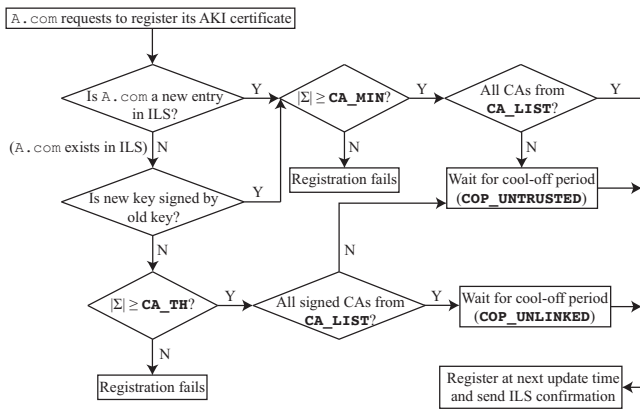 A.com requests to register its AKI certificate
Is A.com a new entry
in ILS?
Y
|Σ| ≥ CA_MIN?
Y
All CAs from
CA_LIST?
Y
(A.com exists in ILS)
N
N
N
Registration fails
Is new key signed by
old key?
Y
Wait for cool-off period
(COP_UNTRUSTED)
N
N
|Σ| ≥ CA_TH?
Y
All signed CAs from
CA_LIST?
Y
Wait for cool-off period
(COP_UNLINKED)
N
Registration fails
Register at next update time
and send ILS confirmation